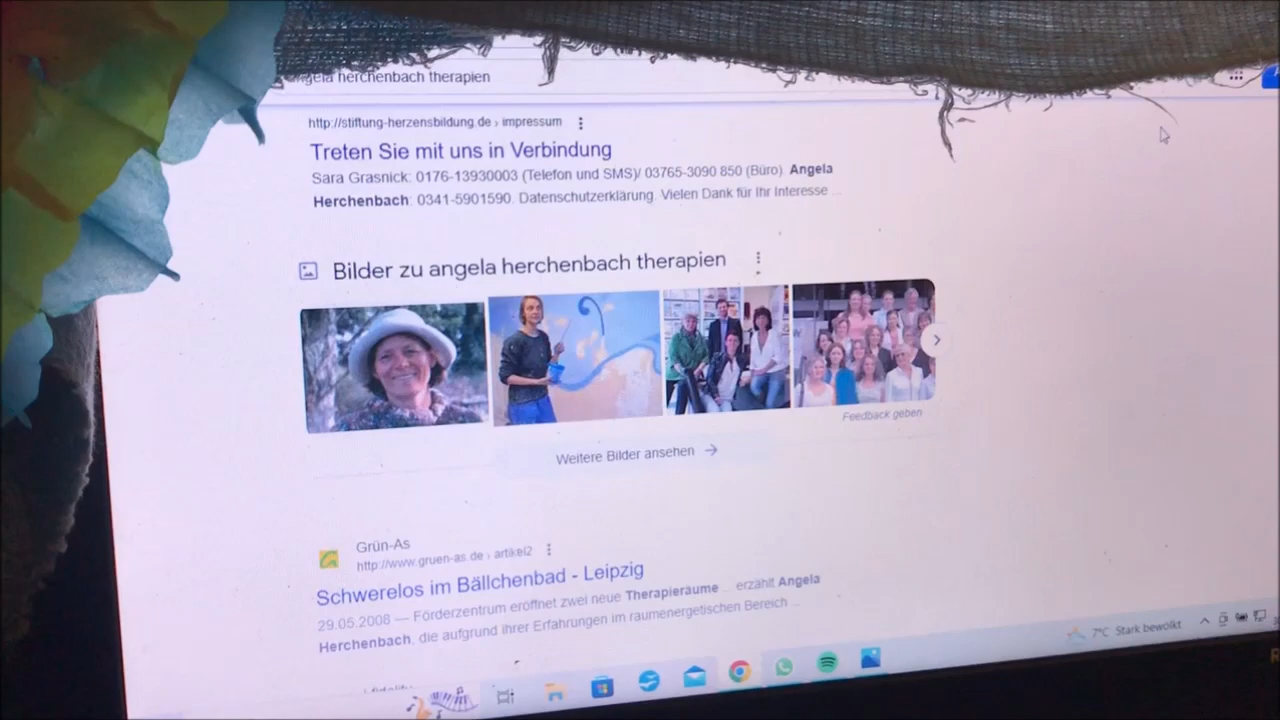 angela herchenbach therapien
http://stiftung-herzensbildung.de › impressum
Treten Sie mit uns in Verbindung
Sara Grasnick: 0176-13930003 (Telefon und SMS)/ 03765-3090 850 (Büro). Angela
Herchenbach: 0341-5901590. Datenschutzerklärung. Vielen Dank für Ihr Interesse ...
Bilder zu angela herchenbach therapien
Feedback geben
Weitere Bilder ansehen
Grün-As
http://www.gruen-as.de › artikel2
Schwerelos im Bällchenbad - Leipzig
29.05.2008 — Förderzentrum eröffnet zwei neue Therapieräume ... erzählt Angela
Herchenbach, die aufgrund ihrer Erfahrungen im raumenergetischen Bereich ...
7°C Stark bewölkt